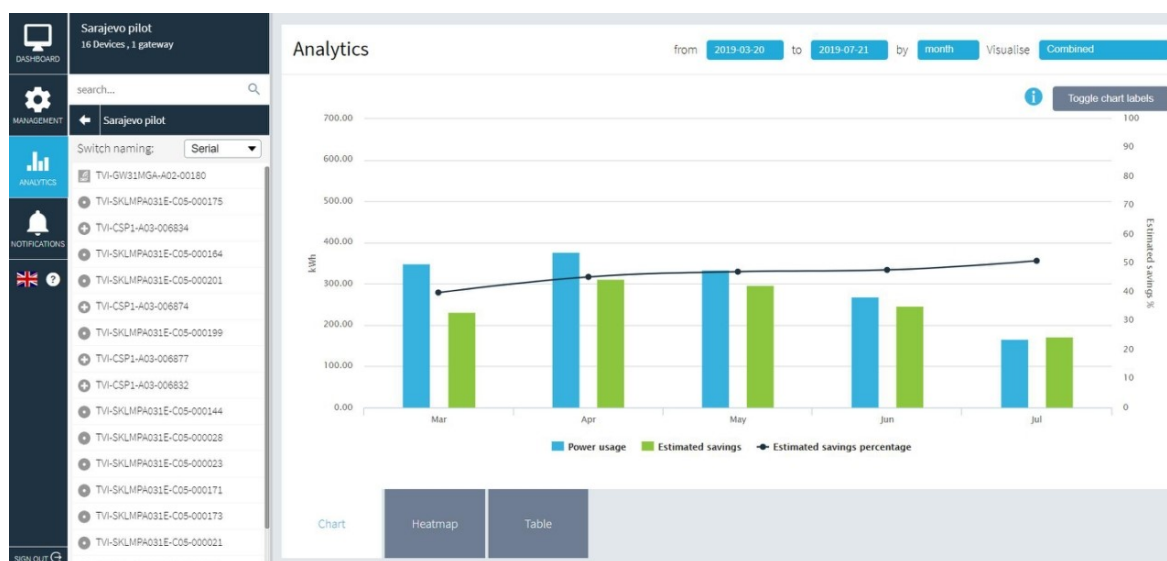 DASHBOARD
MANAGEMENT
ANALYTICS
NOTIFICATIONS
?
SIGN OUT
Sarajevo pilot
16 Devices , 1 gateway
search...
Sarajevo pilot
Switch naming: Serial
TVI-GW31MGA-A02-00180
TVI-SKLMPA031E-C05-000175
TVI-CSP1-A03-006834
TVI-SKLMPA031E-C05-000164
TVI-SKLMPA031E-C05-000201
TVI-CSP1-A03-006874
TVI-SKLMPA031E-C05-000199
TVI-CSP1-A03-006877
TVI-CSP1-A03-006832
TVI-SKLMPA031E-C05-000144
TVI-SKLMPA031E-C05-000028
TVI-SKLMPA031E-C05-000023
TVI-SKLMPA031E-C05-000171
TVI-SKLMPA031E-C05-000173
TVI-SKLMPA031E-C05-000021
Analytics
from 2019-03-20 to 2019-07-21 by month Visualise Combined
i
Toggle chart labels
700.00
600.00
500.00
400.00
300.00
200.00
100.00
0.00
kWh
100
90
80
70
60
50
40
30
20
10
0
Estimated savings %
Mar Apr May Jun Jul
Power usage Estimated savings Estimated savings percentage
Chart Heatmap Table